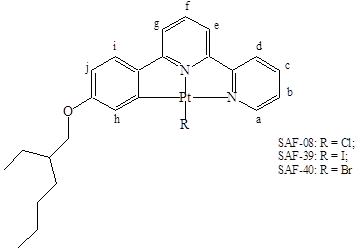 f
g
e
i
d
j
N
c
Pt
N
b
O
h
a
R
SAF-08: R = Cl;
SAF-39: R = I;
SAF-40: R = Br